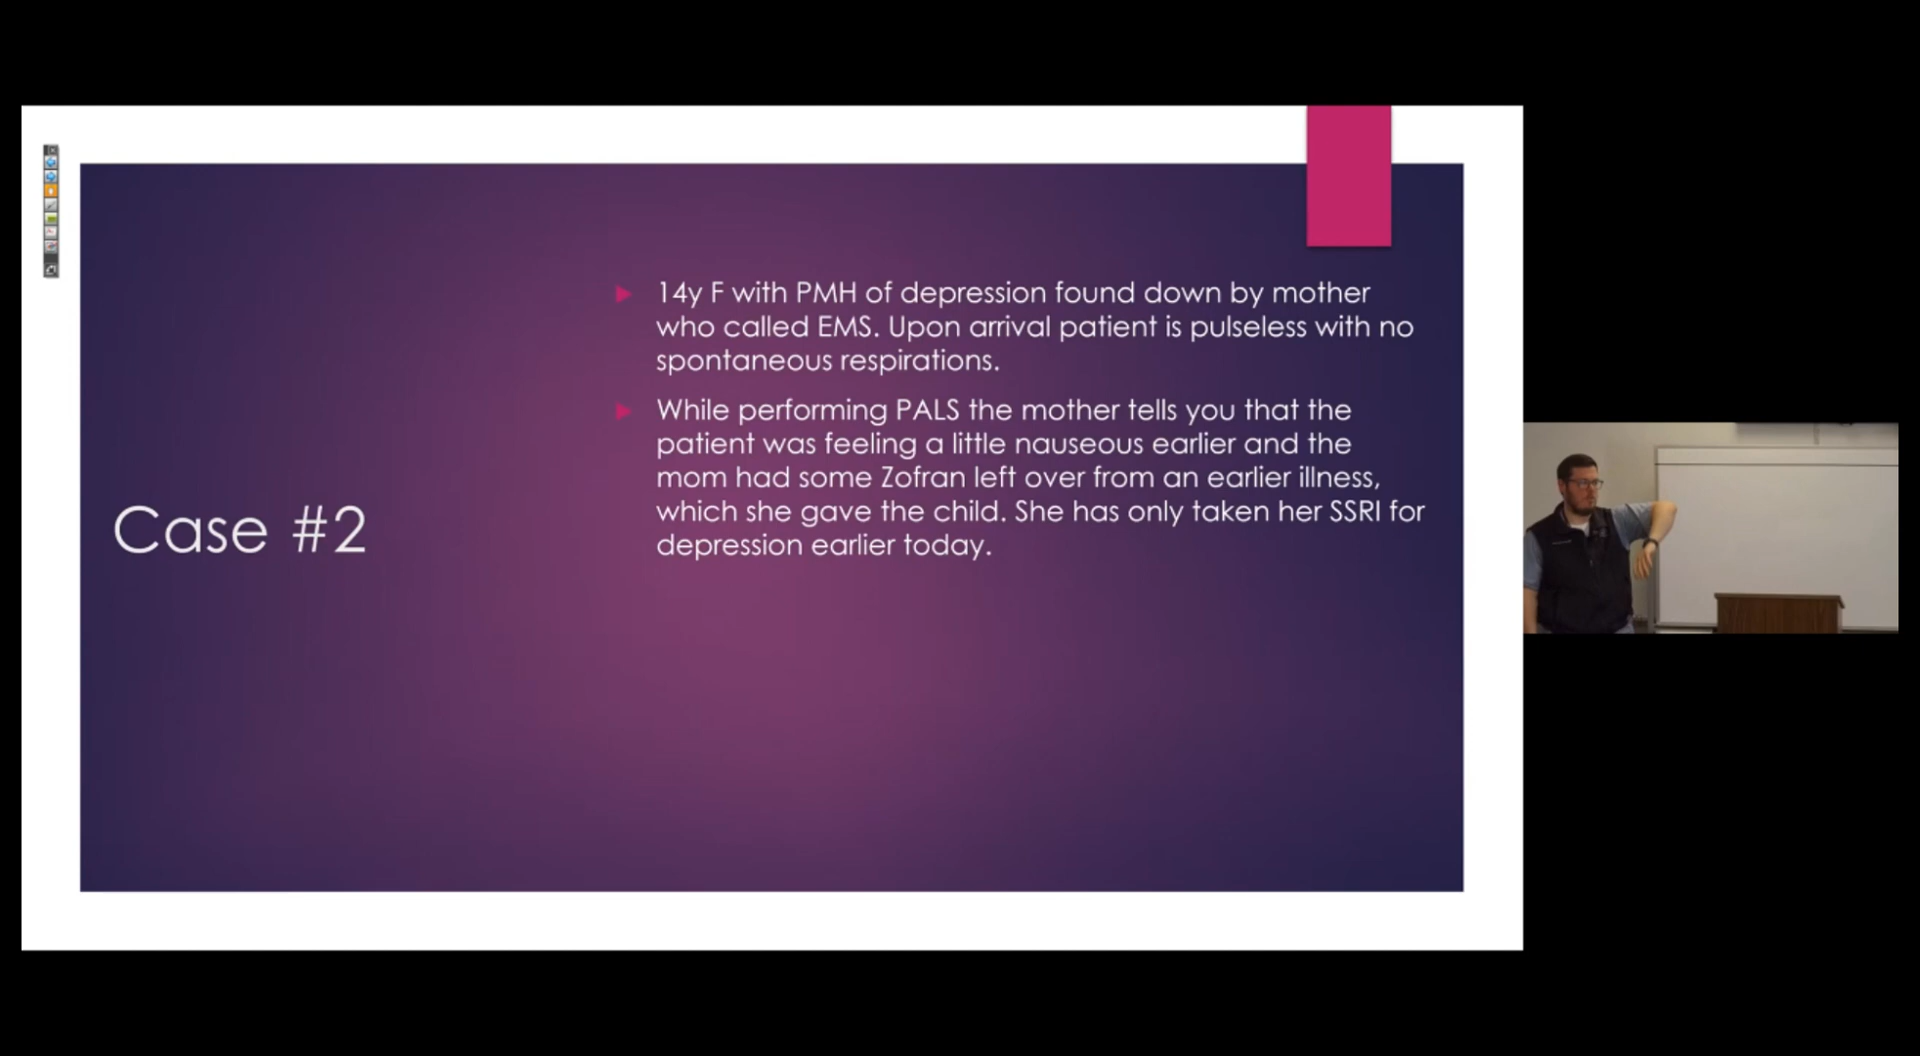 Case #2
14y F with PMH of depression found down by mother
who called EMS. Upon arrival patient is pulseless with no
spontaneous respirations.
While performing PALS the mother tells you that the
patient was feeling a little nauseous earlier and the
mom had some Zofran left over from an earlier illness,
which she gave the child. She has only taken her SSRI for
depression earlier today.